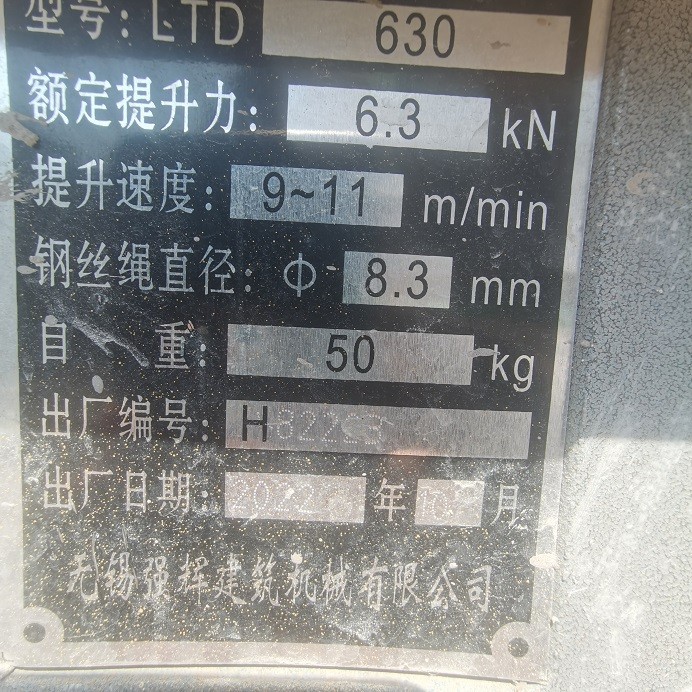 型号：LTD 630
额定提升力： 6.3 kN
提升速度： 9~11 m/min
钢丝绳直径： Φ 8.3 mm
自 重： 50 kg
出厂编号： H
出厂日期： 2022 年 月
无锡强辉建筑机械有限公司